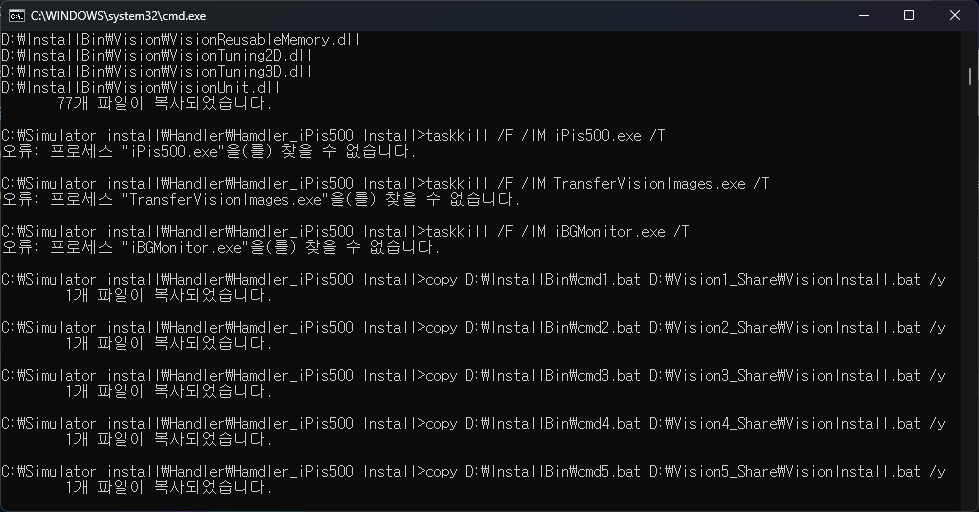 C:\WINDOWS\system32\cmd.exe
D:₩InstallBin₩Vision₩VisionReusableMemory.dll
D:₩InstallBin₩Vision₩VisionTuning2D.dll
D:₩InstallBin₩Vision₩VisionTuning3D.dll
D:₩InstallBin₩Vision₩VisionUnit.dll
77개 파일이 복사되었습니다.
C:₩Simulator install₩Handler₩Hamdler_iPis500 Install>taskkill /F /IM iPis500.exe /T
오류: 프로세스 "iPis500.exe"을(를) 찾을 수 없습니다.
C:₩Simulator install₩Handler₩Hamdler_iPis500 Install>taskkill /F /IM TransferVisionImages.exe /T
오류: 프로세스 "TransferVisionImages.exe"을(를) 찾을 수 없습니다.
C:₩Simulator install₩Handler₩Hamdler_iPis500 Install>taskkill /F /IM iBGMonitor.exe /T
오류: 프로세스 "iBGMonitor.exe"을(를) 찾을 수 없습니다.
C:₩Simulator install₩Handler₩Hamdler_iPis500 Install>copy D:₩InstallBin₩cmd1.bat D:₩Vision1_Share₩VisionInstall.bat /y
1개 파일이 복사되었습니다.
C:₩Simulator install₩Handler₩Hamdler_iPis500 Install>copy D:₩InstallBin₩cmd2.bat D:₩Vision2_Share₩VisionInstall.bat /y
1개 파일이 복사되었습니다.
C:₩Simulator install₩Handler₩Hamdler_iPis500 Install>copy D:₩InstallBin₩cmd3.bat D:₩Vision3_Share₩VisionInstall.bat /y
1개 파일이 복사되었습니다.
C:₩Simulator install₩Handler₩Hamdler_iPis500 Install>copy D:₩InstallBin₩cmd4.bat D:₩Vision4_Share₩VisionInstall.bat /y
1개 파일이 복사되었습니다.
C:₩Simulator install₩Handler₩Hamdler_iPis500 Install>copy D:₩InstallBin₩cmd5.bat D:₩Vision5_Share₩VisionInstall.bat /y
1개 파일이 복사되었습니다.